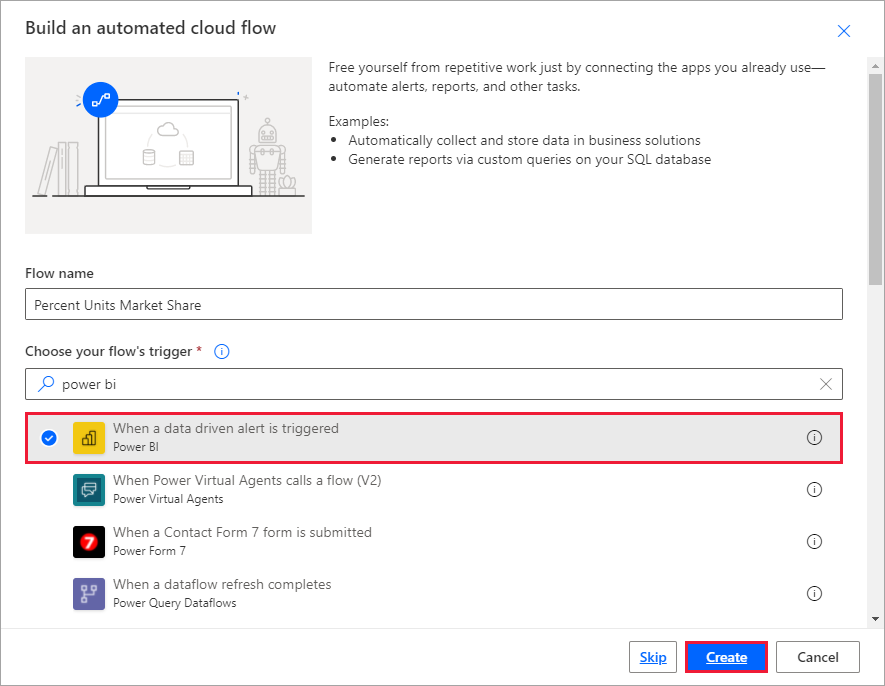 Build an automated cloud flow
Free yourself from repetitive work just by connecting the apps you already use—
automate alerts, reports, and other tasks.
Examples:
• Automatically collect and store data in business solutions
• Generate reports via custom queries on your SQL database
Flow name
Percent Units Market Share
Choose your flow's trigger *
power bi
When a data driven alert is triggered
Power BI
When Power Virtual Agents calls a flow (V2)
Power Virtual Agents
7
When a Contact Form 7 form is submitted
Power Form 7
When a dataflow refresh completes
Power Query Dataflows
Skip
Create
Cancel